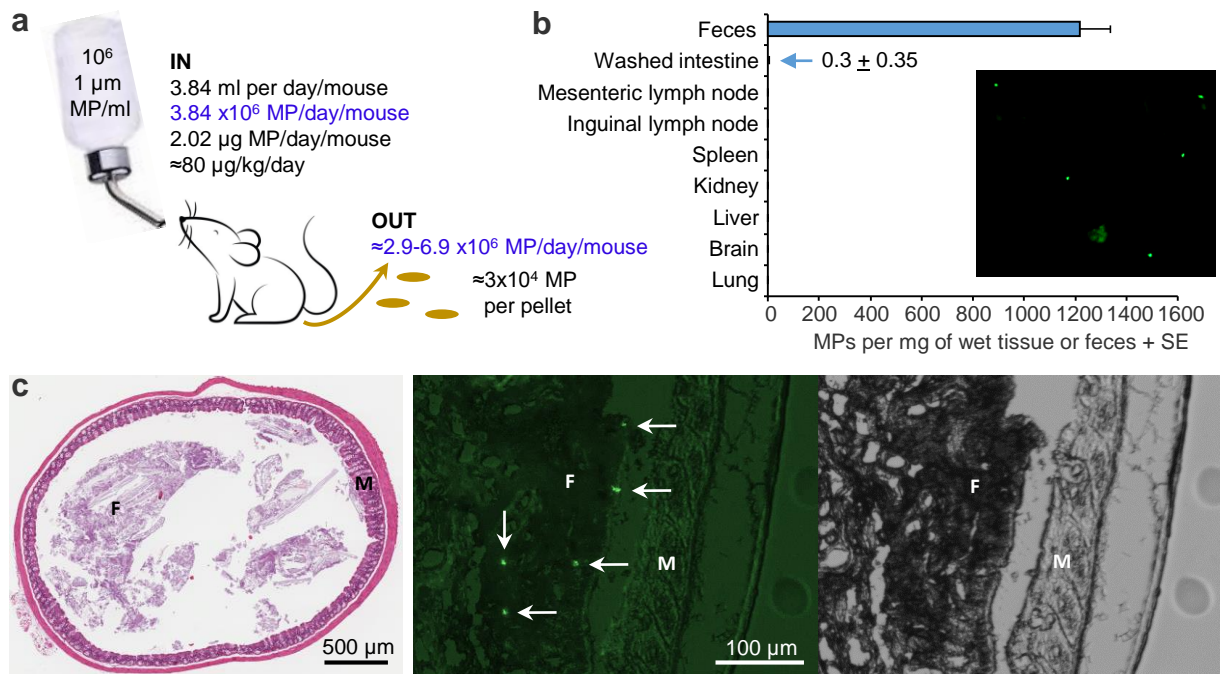 a
10⁶
1 µm
MP/ml
IN
3.84 ml per day/mouse
3.84 x10⁶ MP/day/mouse
2.02 µg MP/day/mouse
≈80 µg/kg/day
OUT
≈2.9-6.9 x10⁶ MP/day/mouse
≈3x10⁴ MP
per pellet
b
Feces
Washed intestine
0.3 ± 0.35
Mesenteric lymph node
Inguinal lymph node
Spleen
Kidney
Liver
Brain
Lung
0 200 400 600 800 1000 1200 1400 1600
MPs per mg of wet tissue or feces + SE
c
F
M
500 µm
F
M
100 µm
F
M